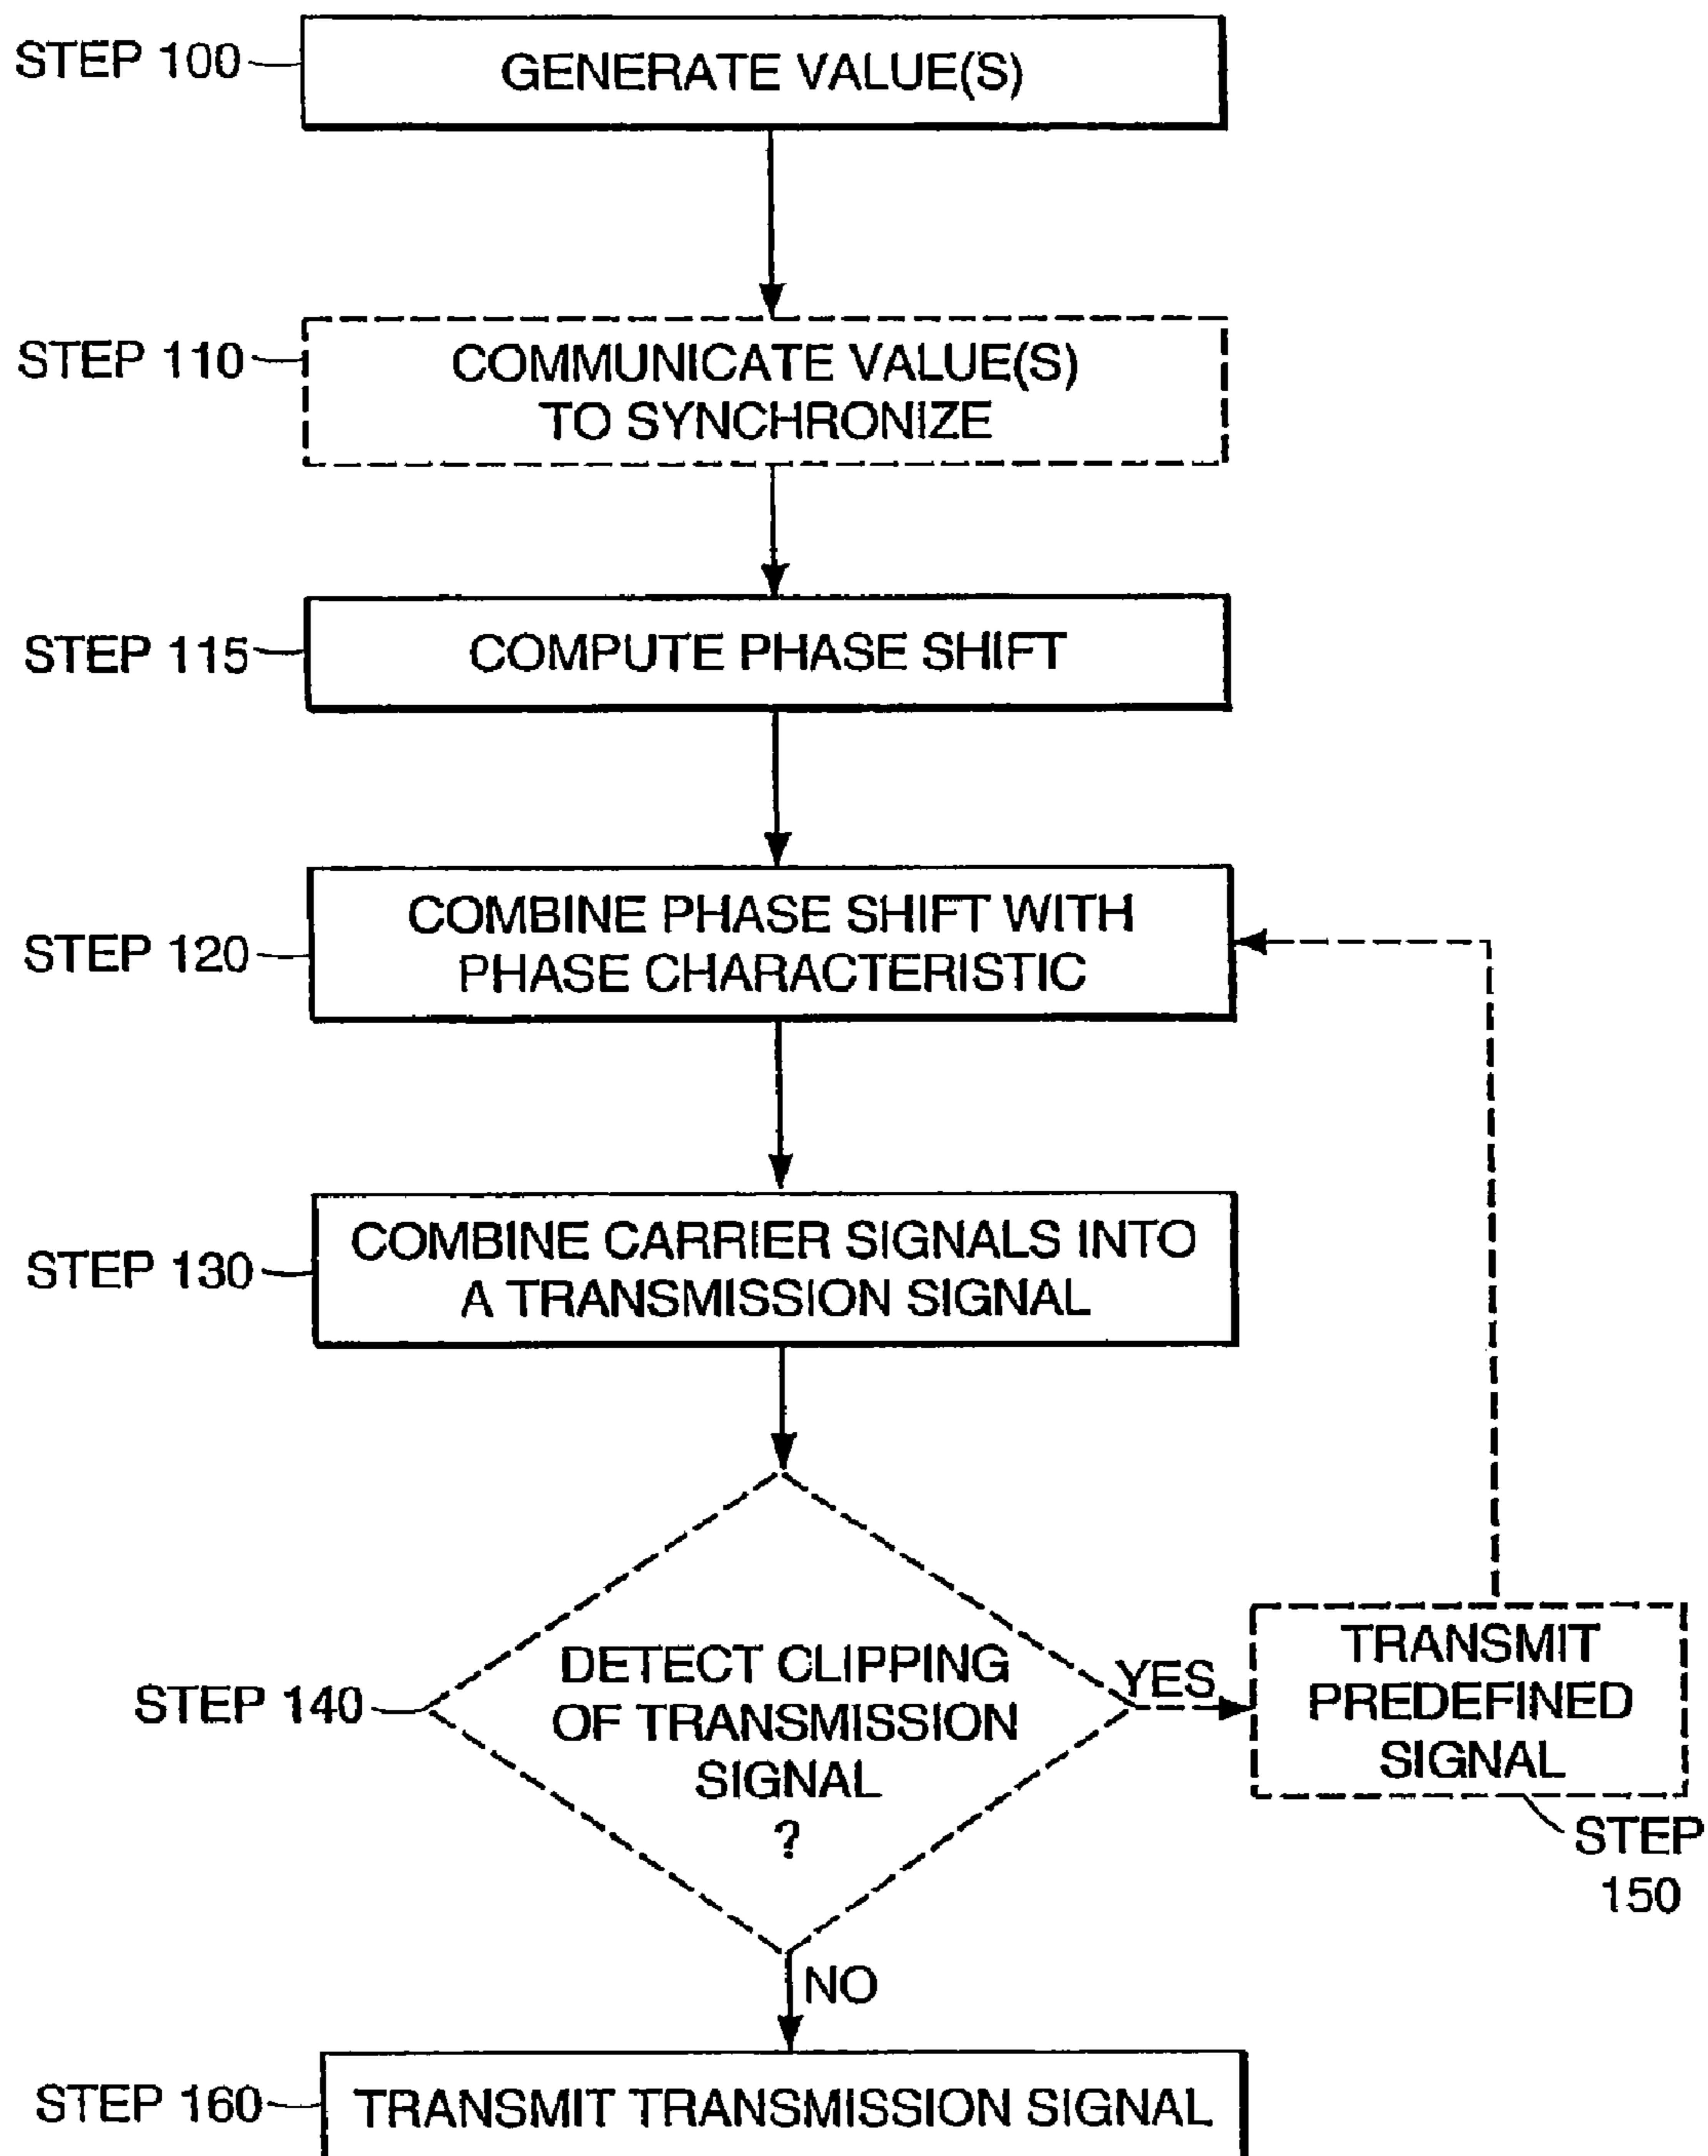 STEP 100
GENERATE VALUE(S)
STEP 110
COMMUNICATE VALUE(S)
TO SYNCHRONIZE
STEP 115
COMPUTE PHASE SHIFT
STEP 120
COMBINE PHASE SHIFT WITH
PHASE CHARACTERISTIC
STEP 130
COMBINE CARRIER SIGNALS INTO
A TRANSMISSION SIGNAL
STEP 140
DETECT CLIPPING
OF TRANSMISSION
SIGNAL
?
YES
TRANSMIT
PREDEFINED
SIGNAL
STEP
150
NO
STEP 160
TRANSMIT TRANSMISSION SIGNAL